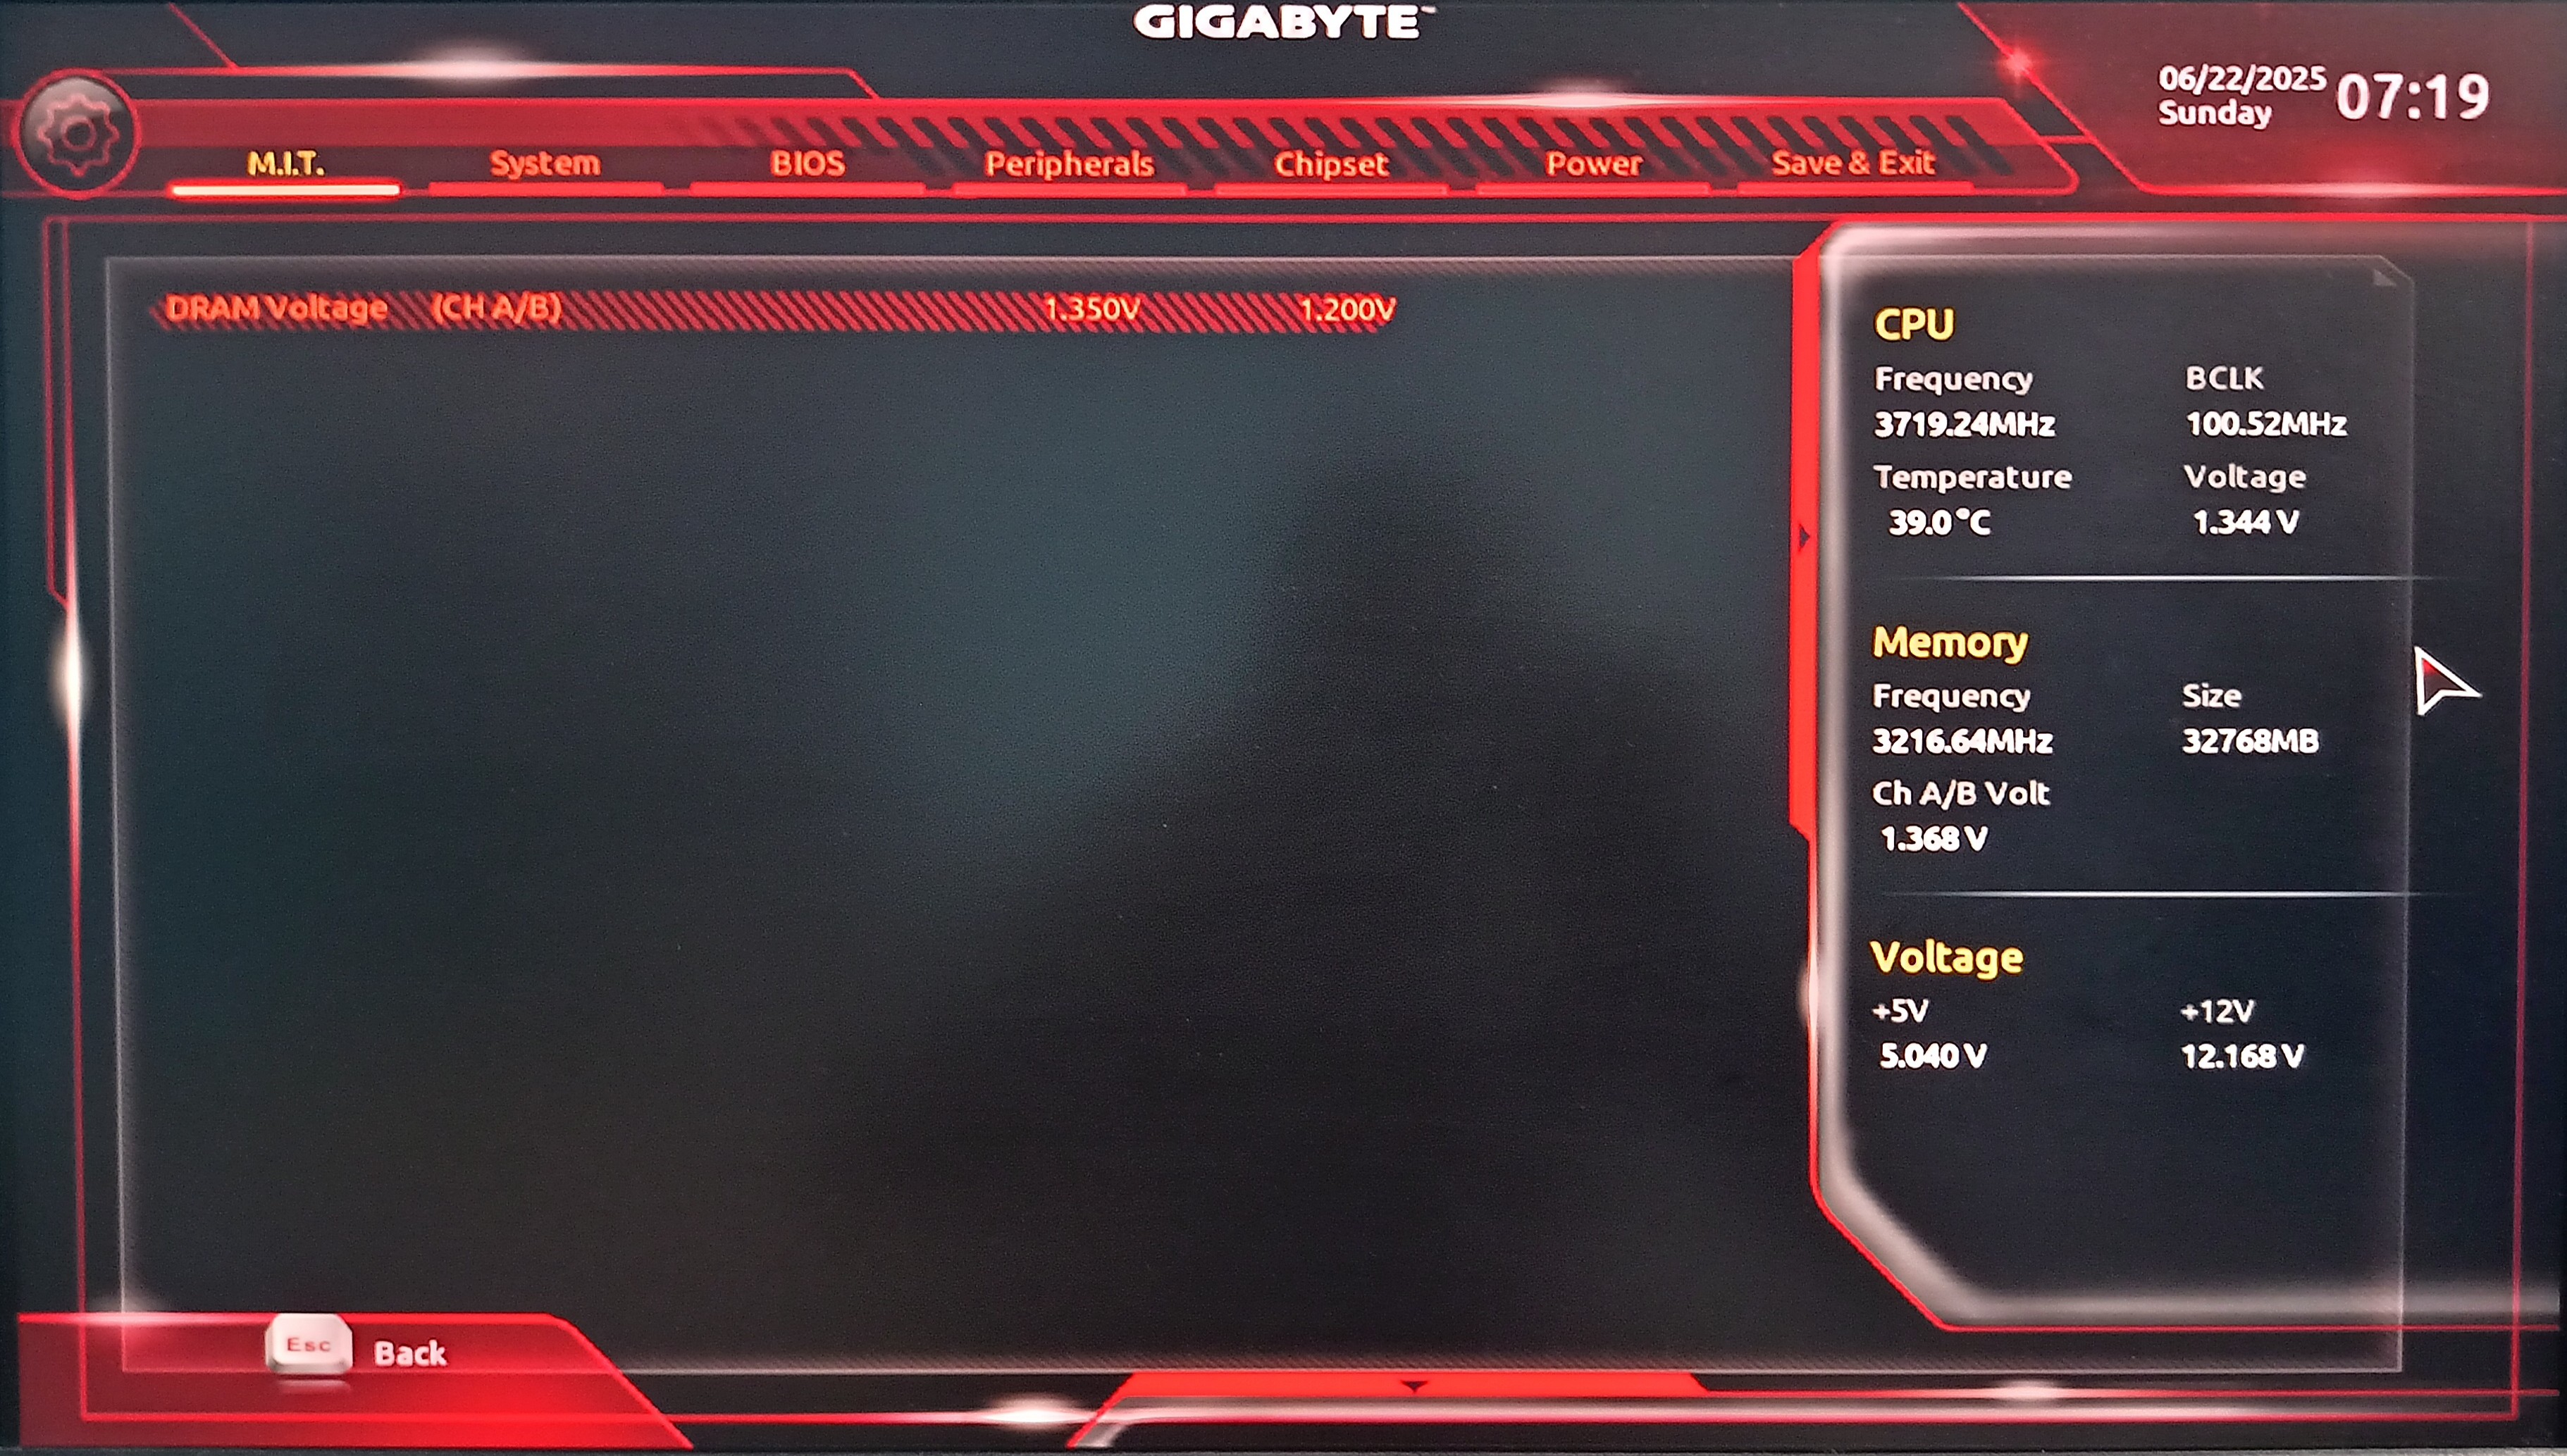 GIGABYTE™
06/22/2025
Sunday
07:19
M.I.T. System BIOS Peripherals Chipset Power Save & Exit
DRAM Voltage (CH A/B) 1.350V 1.200V
CPU
Frequency BCLK
3719.24MHz 100.52MHz
Temperature Voltage
39.0 °C 1.344 V
Memory
Frequency Size
3216.64MHz 32768MB
Ch A/B Volt
1.368 V
Voltage
+5V +12V
5.040 V 12.168 V
Esc Back